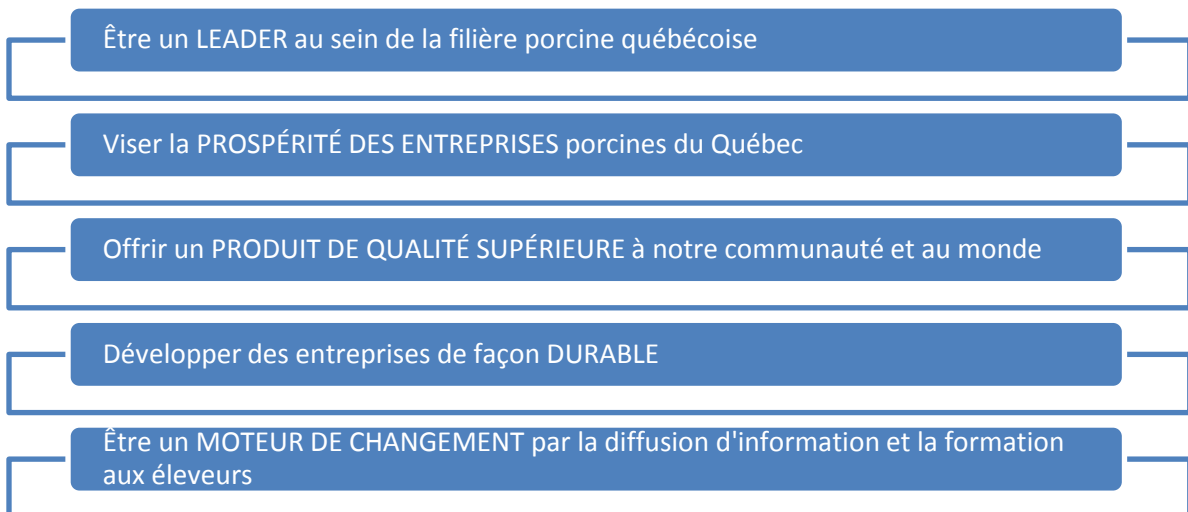 Être un LEADER au sein de la filière porcine québécoise
Viser la PROSPÉRITÉ DES ENTREPRISES porcines du Québec
Offrir un PRODUIT DE QUALITÉ SUPÉRIEURE à notre communauté et au monde
Développer des entreprises de façon DURABLE
Être un MOTEUR DE CHANGEMENT par la diffusion d'information et la formation
aux éleveurs